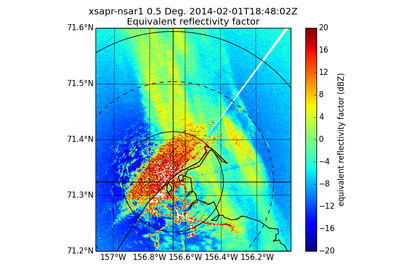 xsapr-nsar1 0.5 Deg. 2014-02-01T18:48:02Z
Equivalent reflectivity factor
71.6°N
71.5°N
71.4°N
71.3°N
71.2°N
157°W 156.8°W 156.6°W 156.4°W 156.2°W
20
16
12
8
4
0
−4
−8
−12
−16
−20
equivalent reflectivity factor (dBZ)